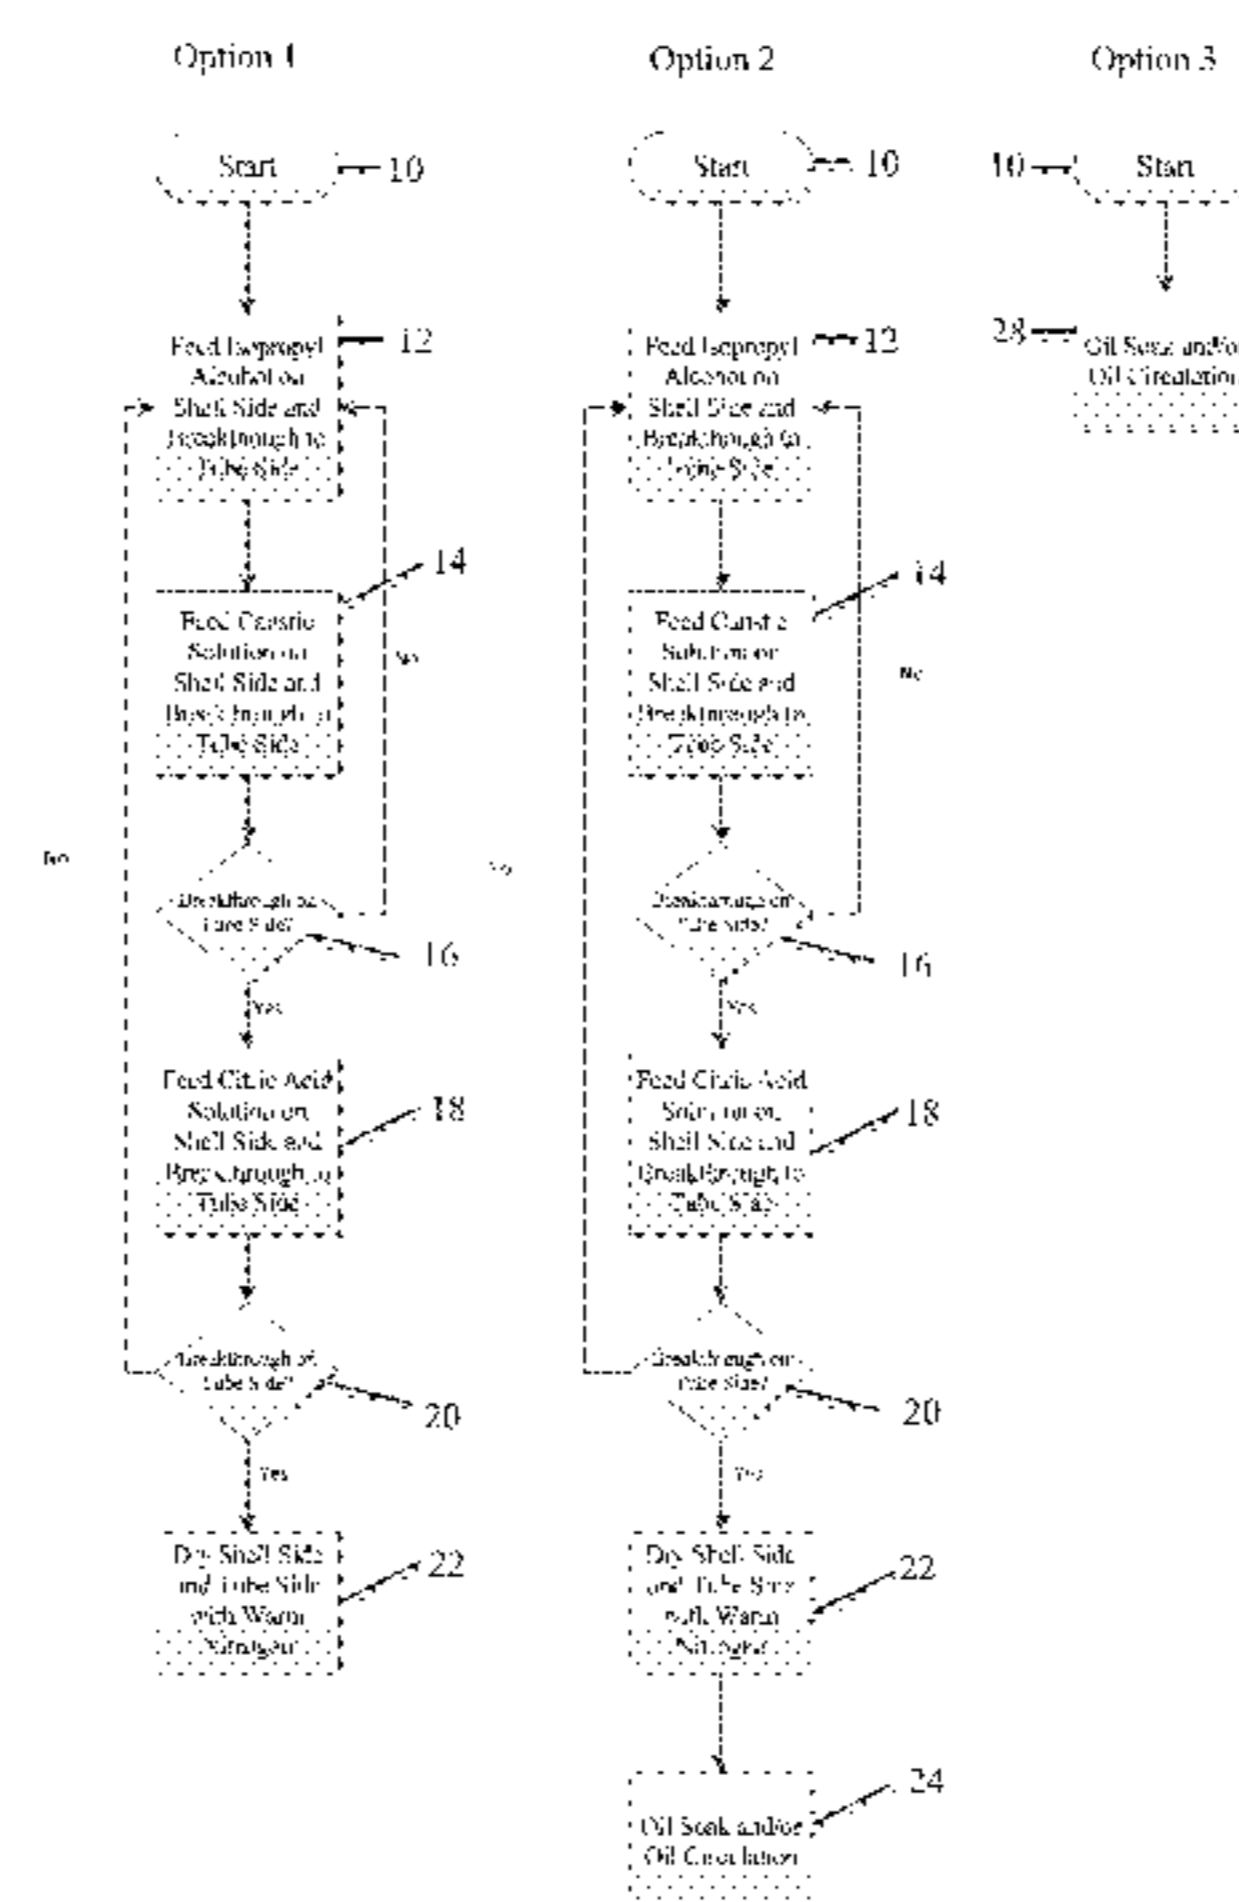 Option 1
Start
10
Feed Isopropyl
Alcohol on
Shell Side and
Breakthrough to
Tube Side
12
Feed Caustic
Solution on
Shell Side and
Breakthrough to
Tube Side
14
No
Breakthrough on
Tube Side?
16
Yes
Feed Citric Acid
Solution on
Shell Side and
Breakthrough to
Tube Side
18
No
Breakthrough on
Tube Side?
20
Yes
Dry Shell Side
and Tube Side
with Warm
Nitrogen
22
Option 2
Start
10
Feed Isopropyl
Alcohol on
Shell Side and
Breakthrough to
Tube Side
12
Feed Caustic
Solution on
Shell Side and
Breakthrough to
Tube Side
14
No
Breakthrough on
Tube Side?
16
Yes
Feed Citric Acid
Solution on
Shell Side and
Breakthrough to
Tube Side
18
No
Breakthrough on
Tube Side?
20
Yes
Dry Shell Side
and Tube Side
with Warm
Nitrogen
22
Oil Soak and/or
Oil Circulation
24
Option 3
10
Start
28
Oil Soak and/or
Oil Circulation